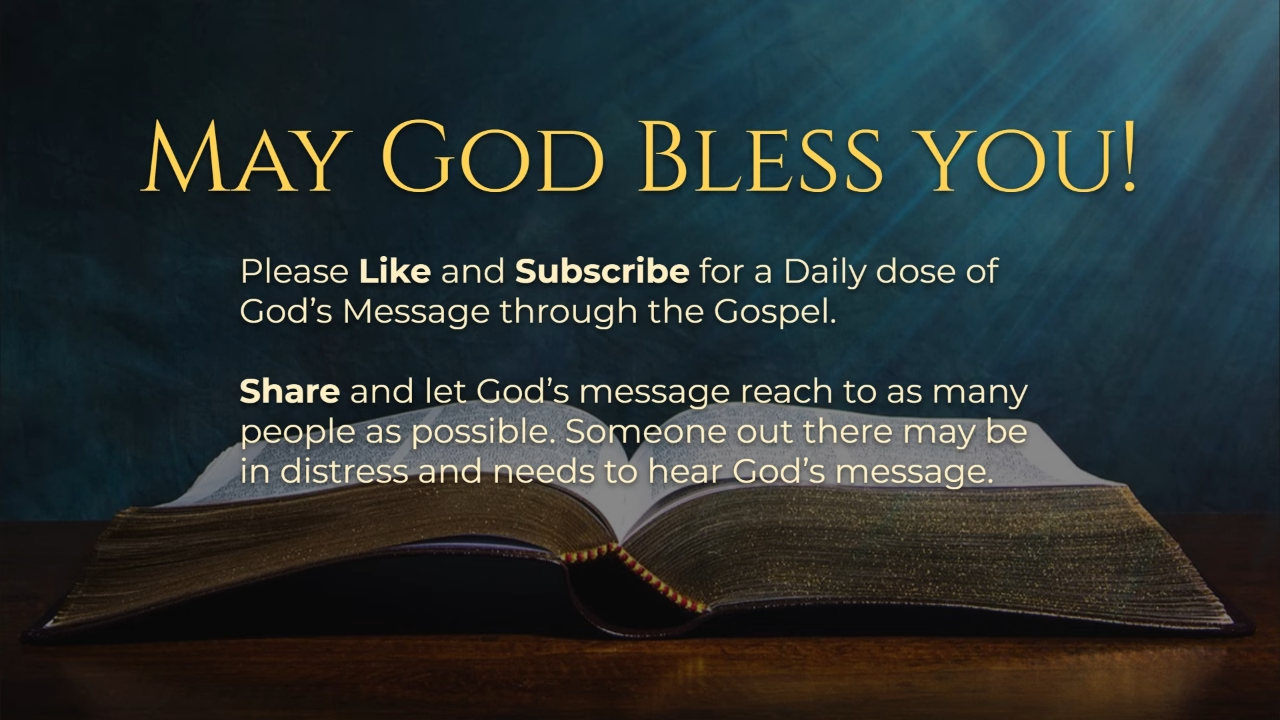 May God Bless you!
Please Like and Subscribe for a Daily dose of
God’s Message through the Gospel.
Share and let God’s message reach to as many
people as possible. Someone out there may be
in distress and needs to hear God’s message.